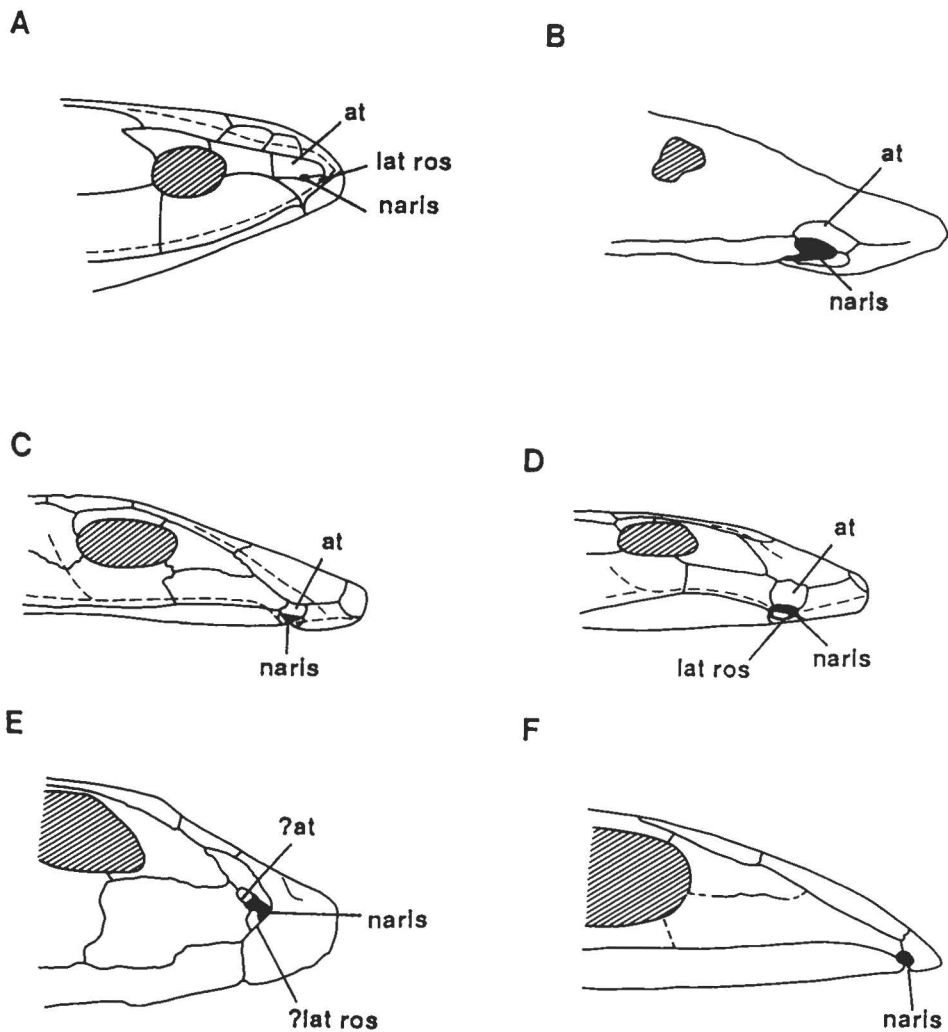 A
at
lat ros
naris
B
at
naris
C
at
naris
D
at
naris
lat ros
E
?at
naris
?lat ros
F
naris